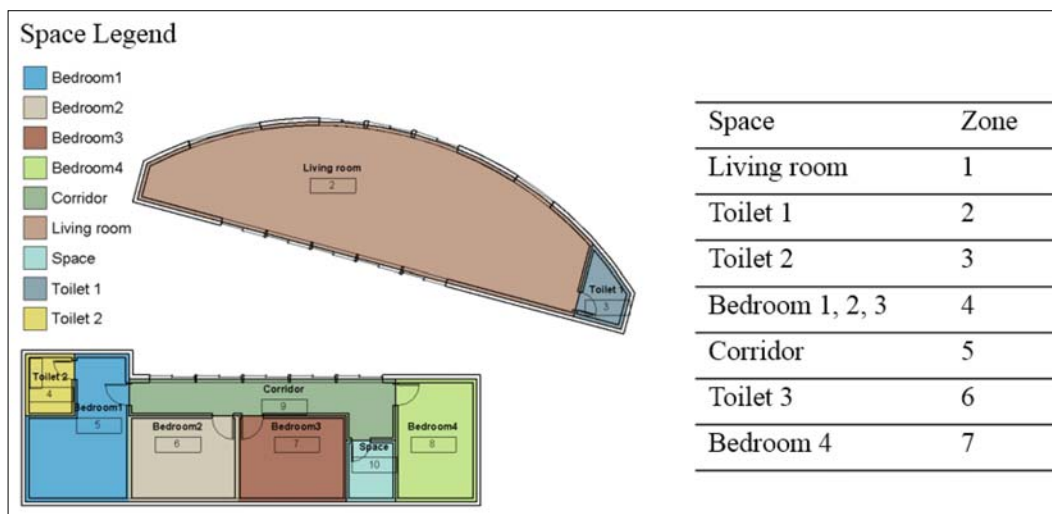 Space Legend
Bedroom1
Bedroom2
Bedroom3
Bedroom4
Corridor
Living room
Space
Toilet 1
Toilet 2
Living room
2
Toilet 1
3
Toilet 2
4
Bedroom1
5
Corridor
9
Bedroom2
6
Bedroom3
7
Bedroom4
8
Space
10
Space Zone
Living room 1
Toilet 1 2
Toilet 2 3
Bedroom 1, 2, 3 4
Corridor 5
Toilet 3 6
Bedroom 4 7